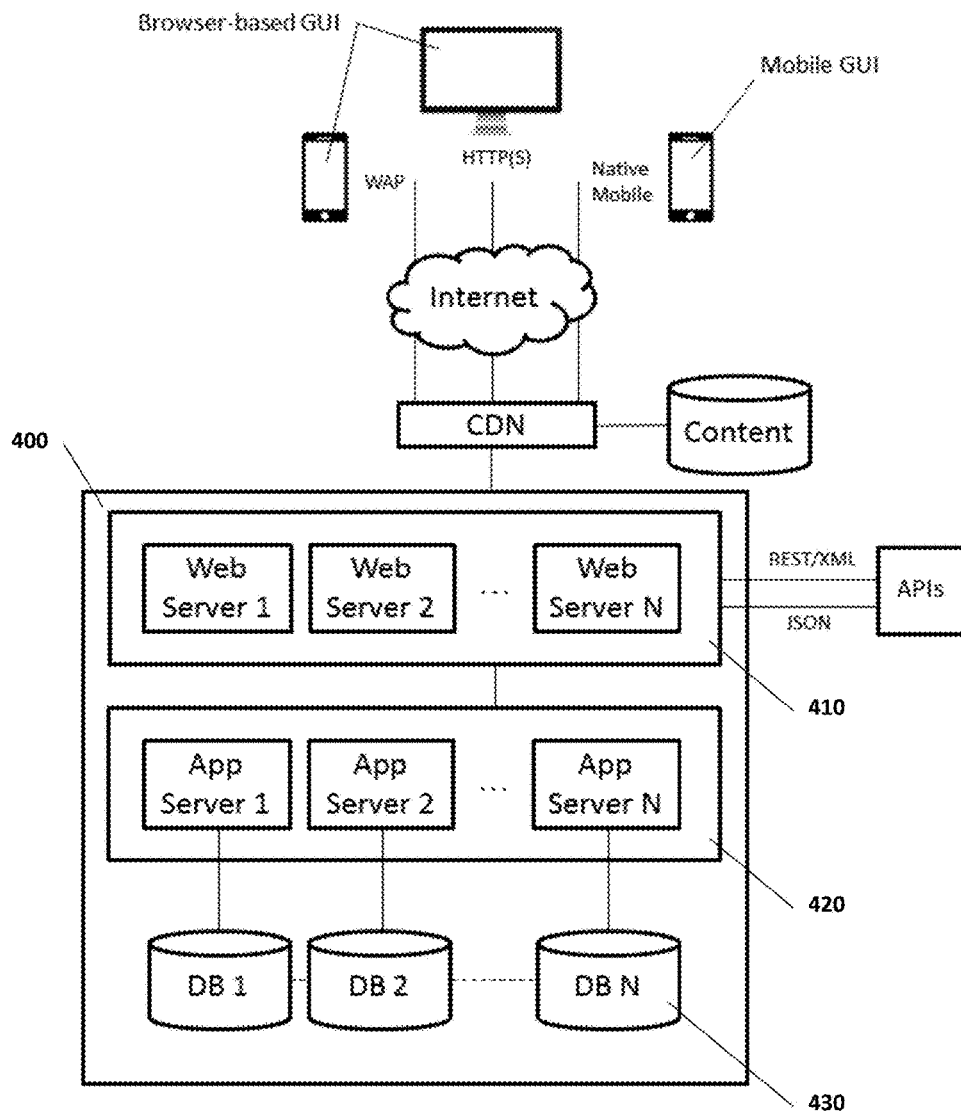 Browser-based GUI
Mobile GUI
HTTP(S)
WAP
Native
Mobile
Internet
CDN
Content
400
Web
Server 1
Web
Server 2
...
Web
Server N
REST/XML
JSON
APIs
410
App
Server 1
App
Server 2
...
App
Server N
420
DB 1
DB 2
DB N
430